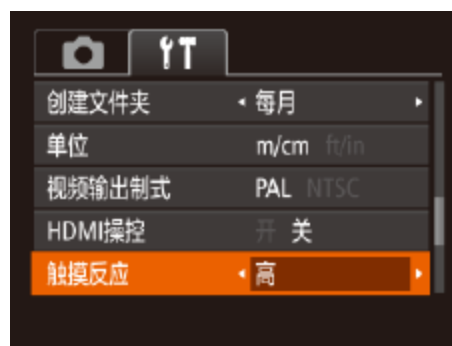 创建文件夹 每月
单位 m/cm ft/in
视频输出制式 PAL NTSC
HDMI操控 开 关
触摸反应 高